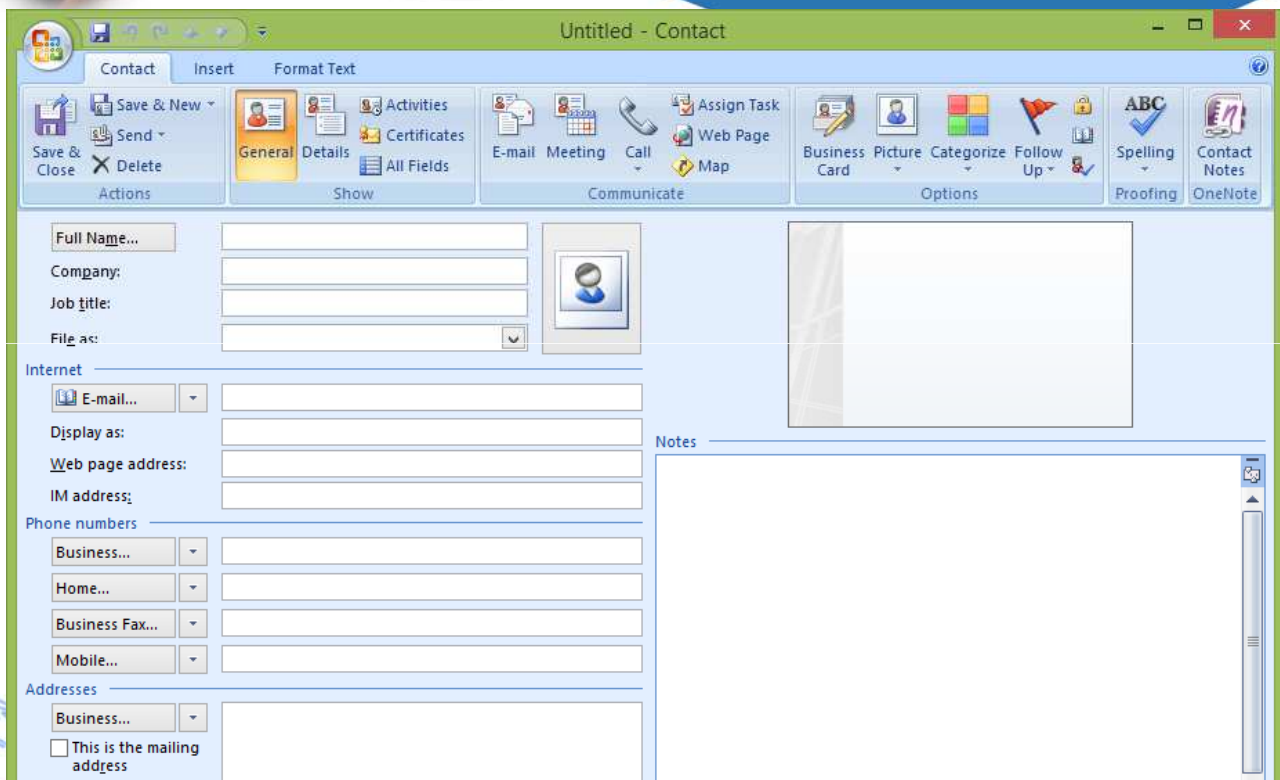 Untitled - Contact
Contact Insert Format Text
Save & Close
Save & New
Send
Delete
Actions
General
Details
Activities
Certificates
All Fields
Show
E-mail
Meeting
Call
Assign Task
Web Page
Map
Communicate
Business Card
Picture
Categorize
Follow Up
Options
ABC
Spelling
Proofing
Contact Notes
OneNote
Full Name...
Company:
Job title:
File as:
Internet
E-mail...
Display as:
Web page address:
IM address:
Phone numbers
Business...
Home...
Business Fax...
Mobile...
Addresses
Business...
This is the mailing
address
Notes